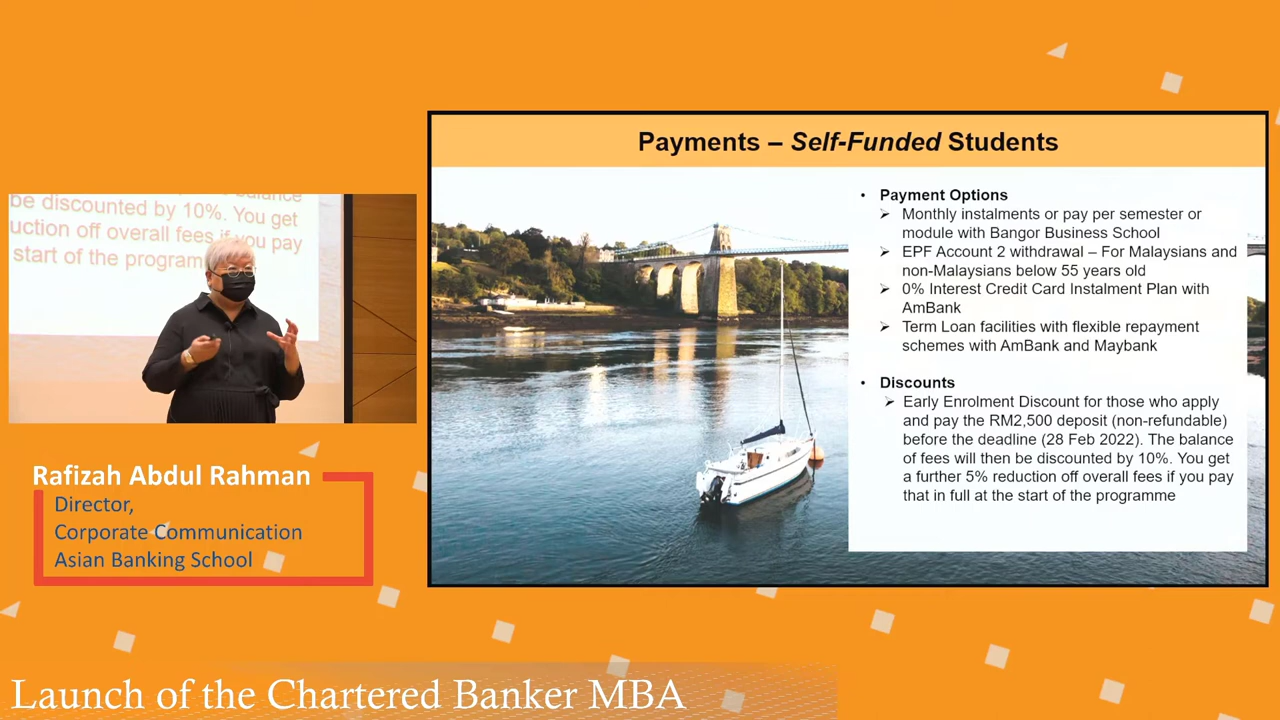 Payments – Self-Funded Students
• Payment Options
➢ Monthly instalments or pay per semester or
module with Bangor Business School
➢ EPF Account 2 withdrawal – For Malaysians and
non-Malaysians below 55 years old
➢ 0% Interest Credit Card Instalment Plan with
AmBank
➢ Term Loan facilities with flexible repayment
schemes with AmBank and Maybank
• Discounts
➢ Early Enrolment Discount for those who apply
and pay the RM2,500 deposit (non-refundable)
before the deadline (28 Feb 2022). The balance
of fees will then be discounted by 10%. You get
a further 5% reduction off overall fees if you pay
that in full at the start of the programme
be discounted by 10%. You get
uction off overall fees if you pay
start of the program
Rafizah Abdul Rahman
Director,
Corporate Communication
Asian Banking School
Launch of the Chartered Banker MBA